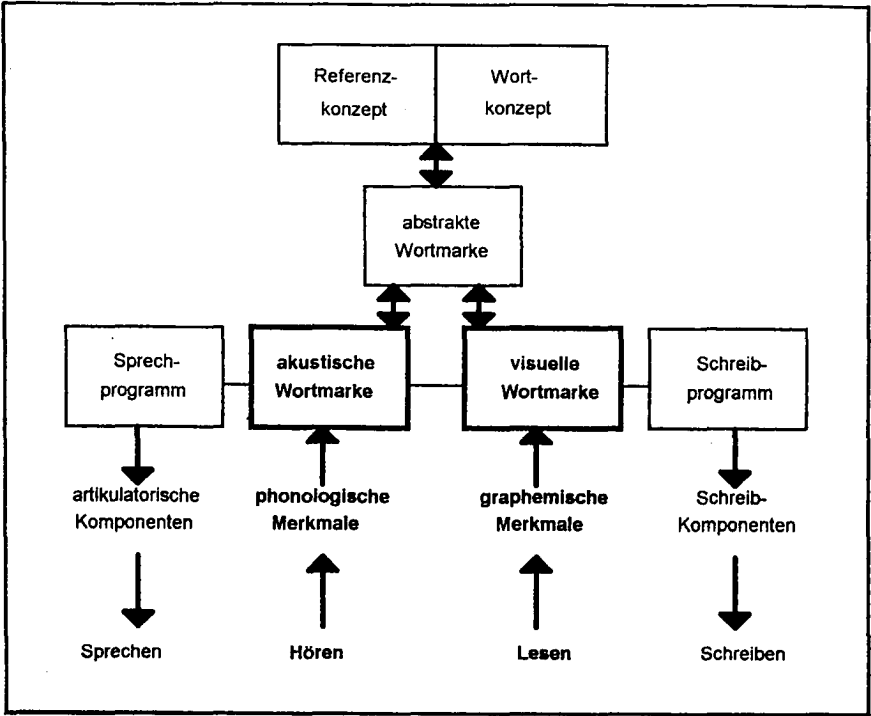 Referenz-
konzept
Wort-
konzept
abstrakte
Wortmarke
Sprech-
programm
akustische
Wortmarke
visuelle
Wortmarke
Schreib-
programm
artikulatorische
Komponenten
phonologische
Merkmale
graphemische
Merkmale
Schreib-
Komponenten
Sprechen
Hören
Lesen
Schreiben